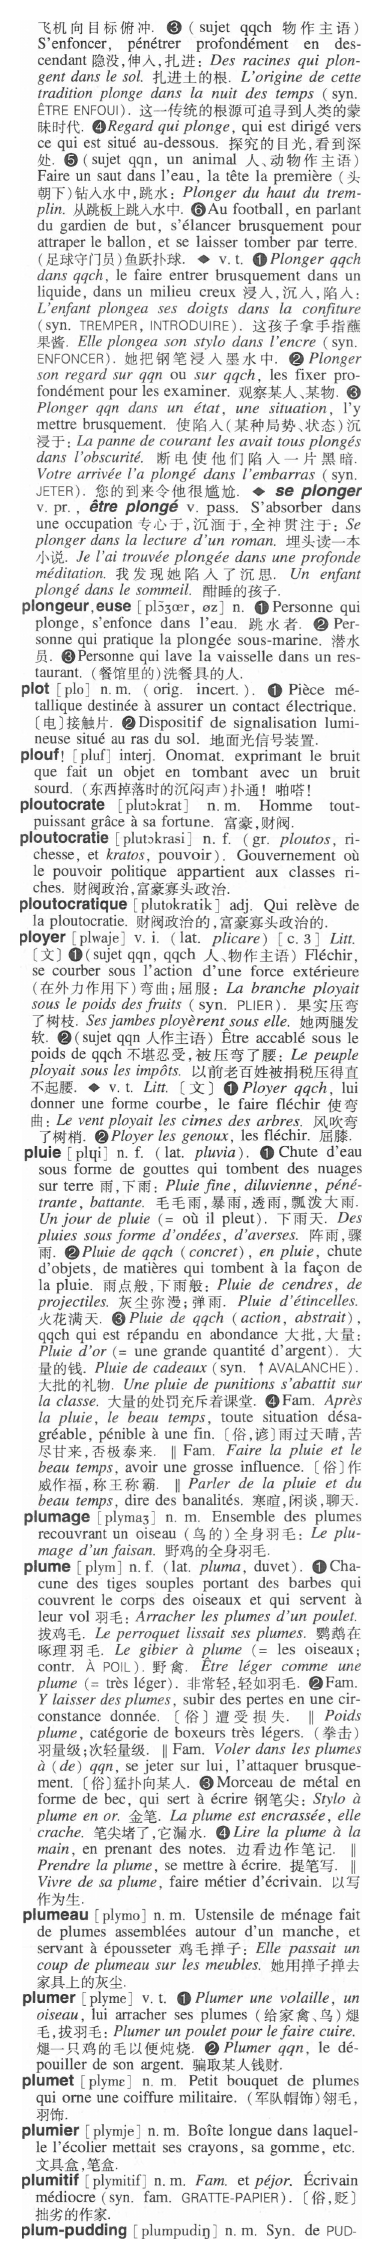 飞机向目标俯冲. ❸ ( sujet qqch 物作主语)
S'enfoncer, pénétrer profondément en des-
cendant 隐没,伸入,扎进: Des racines qui plon-
gent dans le sol. 扎进土的根. L'origine de cette
tradition plonge dans la nuit des temps (syn.
ÊTRE ENFOUI). 这一传统的根源可追寻到人类的蒙
昧时代. ❹Regard qui plonge, qui est dirigé vers
ce qui est situé au-dessous. 探究的目光,看到深
处. ❺ (sujet qqn, un animal 人、动物作主语)
Faire un saut dans l'eau, la tête la première (头
朝下)钻入水中,跳水: Plonger du haut du trem-
plin. 从跳板上跳入水中. ❻Au football, en parlant
du gardien de but, s'élancer brusquement pour
attraper le ballon, et se laisser tomber par terre.
(足球守门员)鱼跃扑球. ◆ v. t. ❶Plonger qqch
dans qqch, le faire entrer brusquement dans un
liquide, dans un milieu creux 浸入,沉入,陷入:
L'enfant plongea ses doigts dans la confiture
(syn. TREMPER, INTRODUIRE). 这孩子拿手指蘸
果酱. Elle plongea son stylo dans l'encre (syn.
ENFONCER). 她把钢笔浸入墨水中. ❷ Plonger
son regard sur qqn ou sur qqch, les fixer pro-
fondément pour les examiner. 观察某人、某物. ❸
Plonger qqn dans un état, une situation, l'y
mettre brusquement. 使陷入(某种局势、状态)沉
浸于: La panne de courant les avait tous plongés
dans l'obscurité. 断电使他们陷入一片黑暗.
Votre arrivée l'a plongé dans l'embarras (syn.
JETER). 您的到来令他很尴尬. ◆ se plonger
v. pr. , être plongé v. pass. S'absorber dans
une occupation 专心于,沉湎于,全神贯注于: Se
plonger dans la lecture d'un roman. 埋头读一本
小说. Je l'ai trouvée plongée dans une profonde
méditation. 我发现她陷入了沉思. Un enfant
plongé dans le sommeil. 酣睡的孩子.
plongeur,euse [plɔ̃ʒœr, øz] n. ❶ Personne qui
plonge, s'enfonce dans l'eau. 跳水者. ❷ Per-
sonne qui pratique la plongée sous-marine. 潜水
员. ❸Personne qui lave la vaisselle dans un res-
taurant. (餐馆里的)洗餐具的人.
plot [plo] n. m. (orig. incert.). ❶ Pièce mé-
tallique destinée à assurer un contact électrique.
〔电〕接触片. ❷Dispositif de signalisation lumi-
neuse situé au ras du sol. 地面光信号装置.
plouf! [pluf] interj. Onomat. exprimant le bruit
que fait un objet en tombant avec un bruit
sourd. (东西掉落时的沉闷声)扑通! 啪嗒!
ploutocrate [plutɔkrat] n. m. Homme tout-
puissant grâce à sa fortune. 富豪,财阀.
ploutocratie [plutɔkrasi] n. f. (gr. ploutos, ri-
chesse, et kratos, pouvoir). Gouvernement où
le pouvoir politique appartient aux classes ri-
ches. 财阀政治,富豪寡头政治.
ploutocratique [plutokratik] adj. Qui relève de
la ploutocratie. 财阀政治的,富豪寡头政治的.
ployer [plwaje] v. i. (lat. plicare) [c. 3] Litt.
〔文〕❶(sujet qqn, qqch 人、物作主语) Fléchir,
se courber sous l'action d'une force extérieure
(在外力作用下)弯曲;屈服: La branche ployait
sous le poids des fruits (syn. PLIER). 果实压弯
了树枝. Ses jambes ployèrent sous elle. 她两腿发
软. ❷(sujet qqn 人作主语) Être accablé sous le
poids de qqch 不堪忍受,被压弯了腰: Le peuple
ployait sous les impôts. 以前老百姓被捐税压得直
不起腰. ◆ v. t. Litt. 〔文〕 ❶ Ployer qqch, lui
donner une forme courbe, le faire fléchir 使弯
曲: Le vent ployait les cimes des arbres. 风吹弯
了树梢. ❷Ployer les genoux, les fléchir. 屈膝.
pluie [plɥi] n. f. (lat. pluvia). ❶Chute d'eau
sous forme de gouttes qui tombent des nuages
sur terre 雨,下雨: Pluie fine, diluvienne, péné-
trante, battante. 毛毛雨,暴雨,透雨,瓢泼大雨.
Un jour de pluie (= où il pleut). 下雨天. Des
pluies sous forme d'ondées, d'averses. 阵雨,骤
雨. ❷Pluie de qqch (concret), en pluie, chute
d'objets, de matières qui tombent à la façon de
la pluie. 雨点般,下雨般: Pluie de cendres, de
projectiles. 灰尘弥漫;弹雨. Pluie d'étincelles.
火花满天. ❸Pluie de qqch (action, abstrait),
qqch qui est répandu en abondance 大批,大量:
Pluie d'or (= une grande quantité d'argent). 大
量的钱. Pluie de cadeaux (syn. ↑ AVALANCHE).
大批的礼物. Une pluie de punitions s'abattit sur
la classe. 大量的处罚充斥着课堂. ❹Fam. Après
la pluie, le beau temps, toute situation désa-
gréable, pénible à une fin. 〔俗,谚〕雨过天晴,苦
尽甘来,否极泰来. ‖ Fam. Faire la pluie et le
beau temps, avoir une grosse influence. 〔俗〕作
威作福,称王称霸. ‖ Parler de la pluie et du
beau temps, dire des banalités. 寒暄,闲谈,聊天.
plumage [plymaʒ] n. m. Ensemble des plumes
recouvrant un oiseau (鸟的)全身羽毛: Le plu-
mage d'un faisan. 野鸡的全身羽毛.
plume [plym] n. f. (lat. pluma, duvet). ❶Cha-
cune des tiges souples portant des barbes qui
couvrent le corps des oiseaux et qui servent à
leur vol 羽毛: Arracher les plumes d'un poulet.
拔鸡毛. Le perroquet lissait ses plumes. 鹦鹉在
啄理羽毛. Le gibier à plume (= les oiseaux;
contr. À POIL). 野禽. Être léger comme une
plume (= très léger). 非常轻,轻如羽毛. ❷Fam.
Y laisser des plumes, subir des pertes en une cir-
constance donnée. 〔俗〕遭受损失. ‖ Poids
plume, catégorie de boxeurs très légers. (拳击)
羽量级;次轻量级. ‖ Fam. Voler dans les plumes
à (de) qqn, se jeter sur lui, l'attaquer brusque-
ment. 〔俗〕猛扑向某人. ❸Morceau de métal en
forme de bec, qui sert à écrire 钢笔尖: Stylo à
plume en or. 金笔. La plume est encrassée, elle
crache. 笔尖堵了,它漏水. ❹Lire la plume à la
main, en prenant des notes. 边看边作笔记. ‖
Prendre la plume, se mettre à écrire. 提笔写. ‖
Vivre de sa plume, faire métier d'écrivain. 以写
作为生.
plumeau [plymo] n. m. Ustensile de ménage fait
de plumes assemblées autour d'un manche, et
servant à épousseter 鸡毛掸子: Elle passait un
coup de plumeau sur les meubles. 她用掸子掸去
家具上的灰尘.
plumer [plyme] v. t. ❶ Plumer une volaille, un
oiseau, lui arracher ses plumes (给家禽、鸟) 煺
毛,拔羽毛: Plumer un poulet pour le faire cuire.
煺一只鸡的毛以便炖烧. ❷ Plumer qqn, le dé-
pouiller de son argent. 骗取某人钱财.
plumet [plymɛ] n. m. Petit bouquet de plumes
qui orne une coiffure militaire. (军队帽饰)翎毛,
羽饰.
plumier [plymje] n. m. Boîte longue dans laquel-
le l'écolier mettait ses crayons, sa gomme, etc.
文具盒,笔盒.
plumitif [plymitif] n. m. Fam. et péjor. Écrivain
médiocre (syn. fam. GRATTE-PAPIER). 〔俗,贬〕
拙劣的作家.
plum-pudding [plumpudiŋ] n. m. Syn. de PUD-